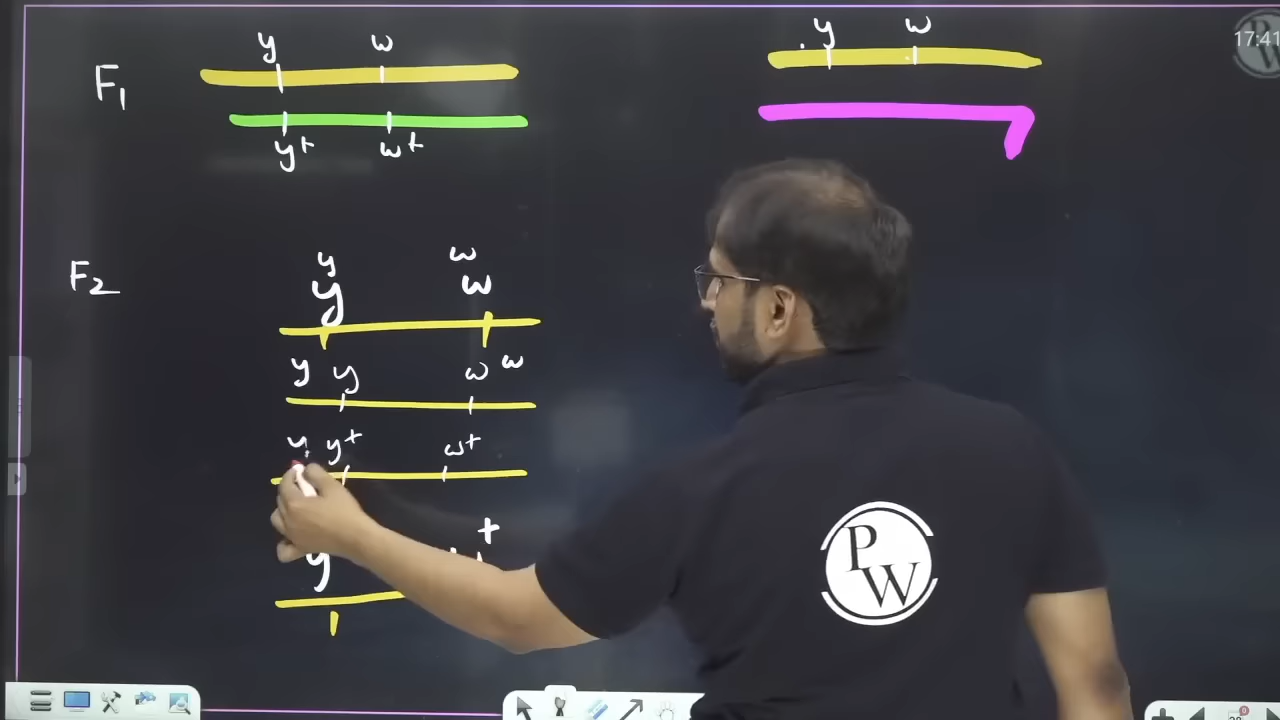 y w
F1
y+ w+
.y w
17:41
F2
y w
y w
y y w w
y y+ w+
+
y
PW